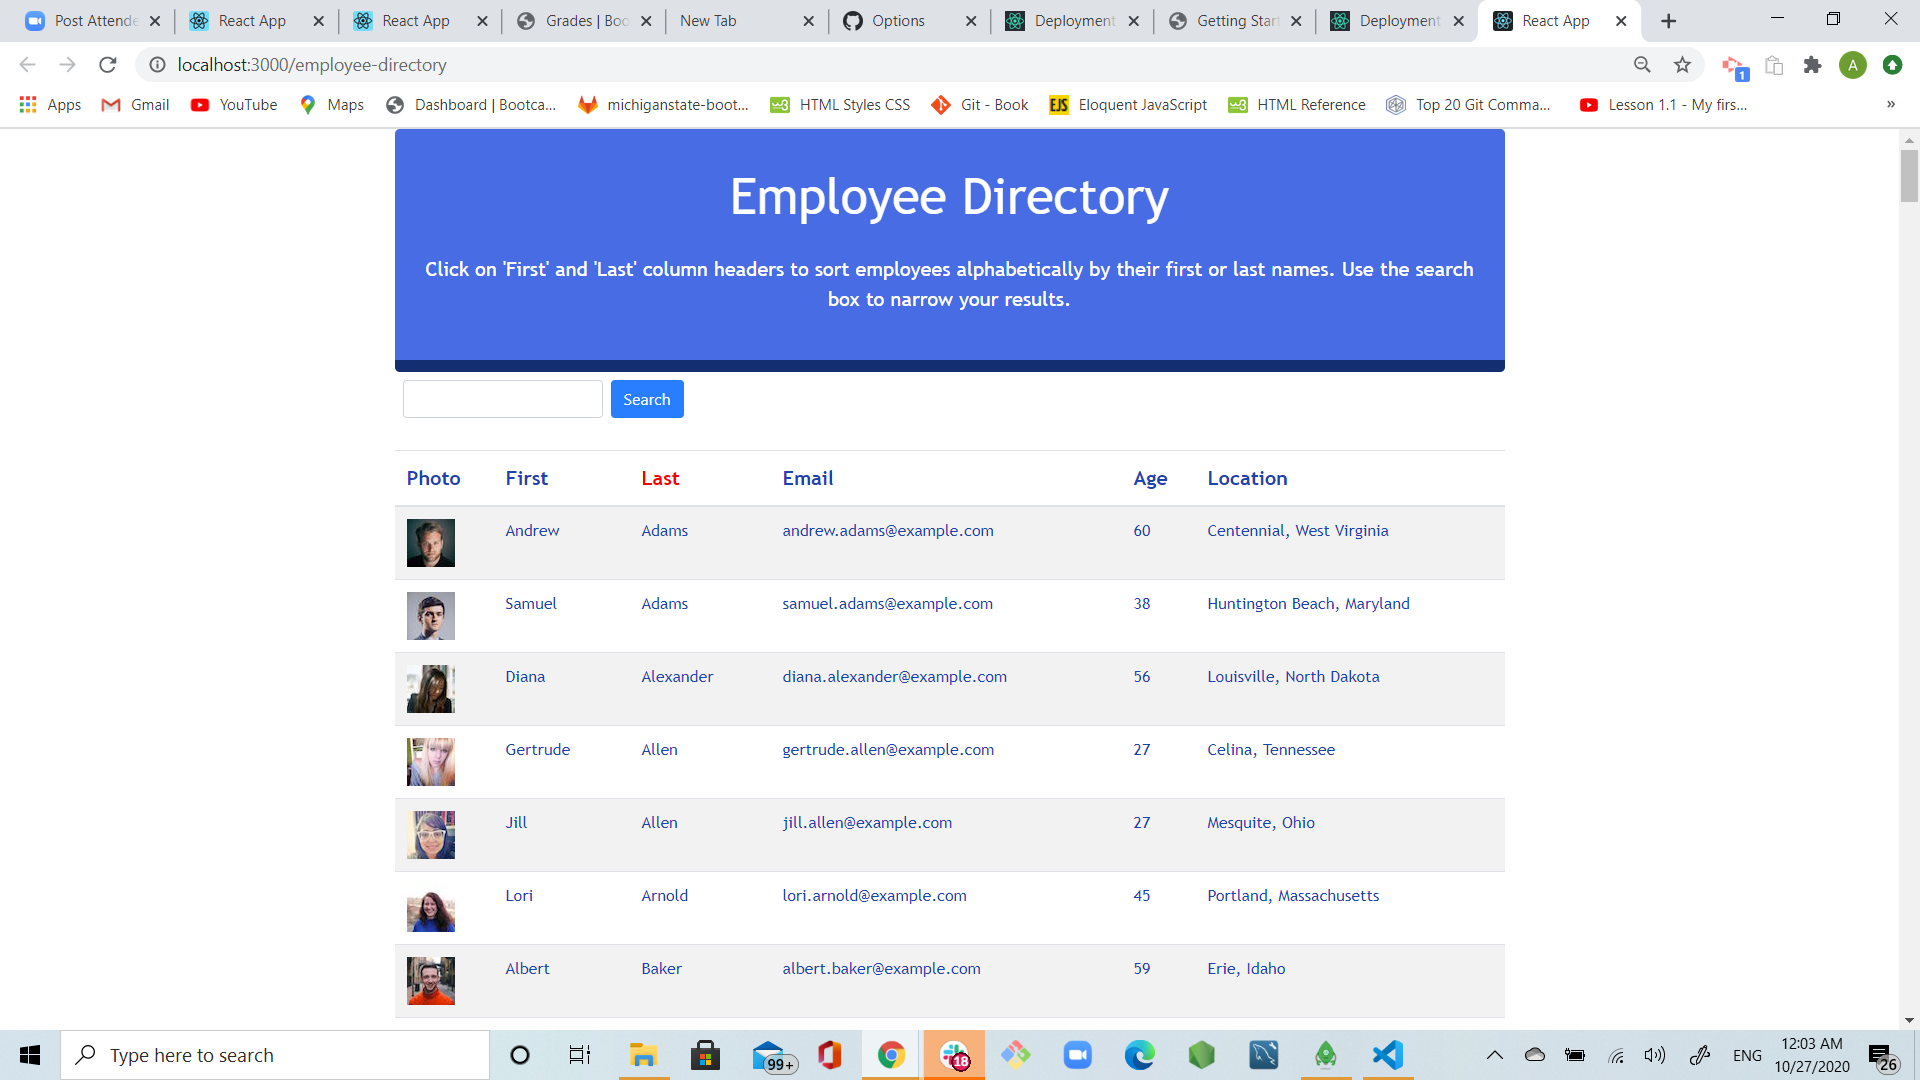 Post Attende
React App
React App
Grades | Boo
New Tab
Options
Deployment
Getting Start
Deployment
React App
localhost:3000/employee-directory
A
1
Apps
Gmail
YouTube
Maps
Dashboard | Bootca...
michiganstate-boot...
HTML Styles CSS
Git - Book
EJS
Eloquent JavaScript
HTML Reference
Top 20 Git Comma...
Lesson 1.1 - My firs...
»
Employee Directory
Click on 'First' and 'Last' column headers to sort employees alphabetically by their first or last names. Use the search
box to narrow your results.
Search
Photo First Last Email Age Location
Andrew Adams andrew.adams@example.com 60 Centennial, West Virginia
Samuel Adams samuel.adams@example.com 38 Huntington Beach, Maryland
Diana Alexander diana.alexander@example.com 56 Louisville, North Dakota
Gertrude Allen gertrude.allen@example.com 27 Celina, Tennessee
Jill Allen jill.allen@example.com 27 Mesquite, Ohio
Lori Arnold lori.arnold@example.com 45 Portland, Massachusetts
Albert Baker albert.baker@example.com 59 Erie, Idaho
Type here to search
99+
18
ENG
12:03 AM
10/27/2020
26